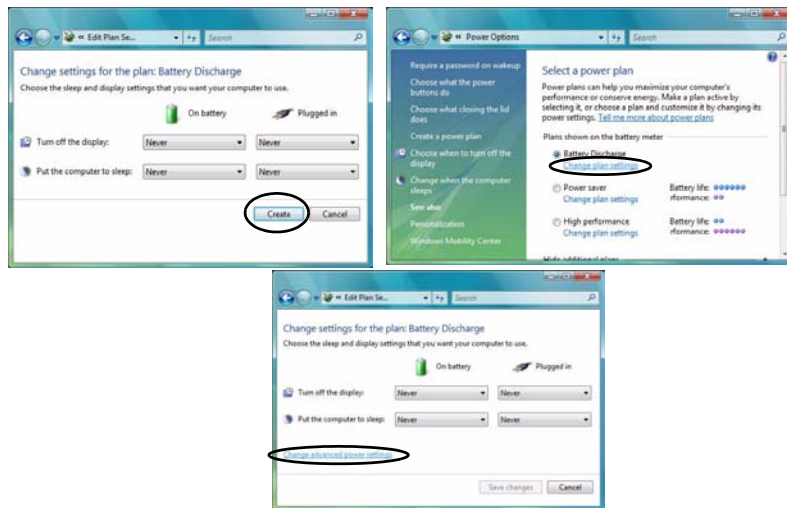 Edit Plan Se...
Search
Change settings for the plan: Battery Discharge
Choose the sleep and display settings that you want your computer to use.
On battery
Plugged in
Turn off the display:
Never
Never
Put the computer to sleep:
Never
Never
Create
Cancel
Power Options
Search
Require a password on wakeup
Choose what the power buttons do
Choose what closing the lid does
Create a power plan
Choose when to turn off the display
Change when the computer sleeps
See also
Personalization
Windows Mobility Center
Select a power plan
Power plans can help you maximize your computer's
performance or conserve energy. Make a plan active by
selecting it, or choose a plan and customize it by changing its
power settings. Tell me more about power plans
Plans shown on the battery meter
Battery Discharge
Change plan settings
Power saver
Battery life:
Change plan settings
rformance:
High performance
Battery life:
Change plan settings
rformance:
Hide additional plans
Edit Plan Se...
Search
Change settings for the plan: Battery Discharge
Choose the sleep and display settings that you want your computer to use.
On battery
Plugged in
Turn off the display:
Never
Never
Put the computer to sleep:
Never
Never
Change advanced power settings
Save changes
Cancel